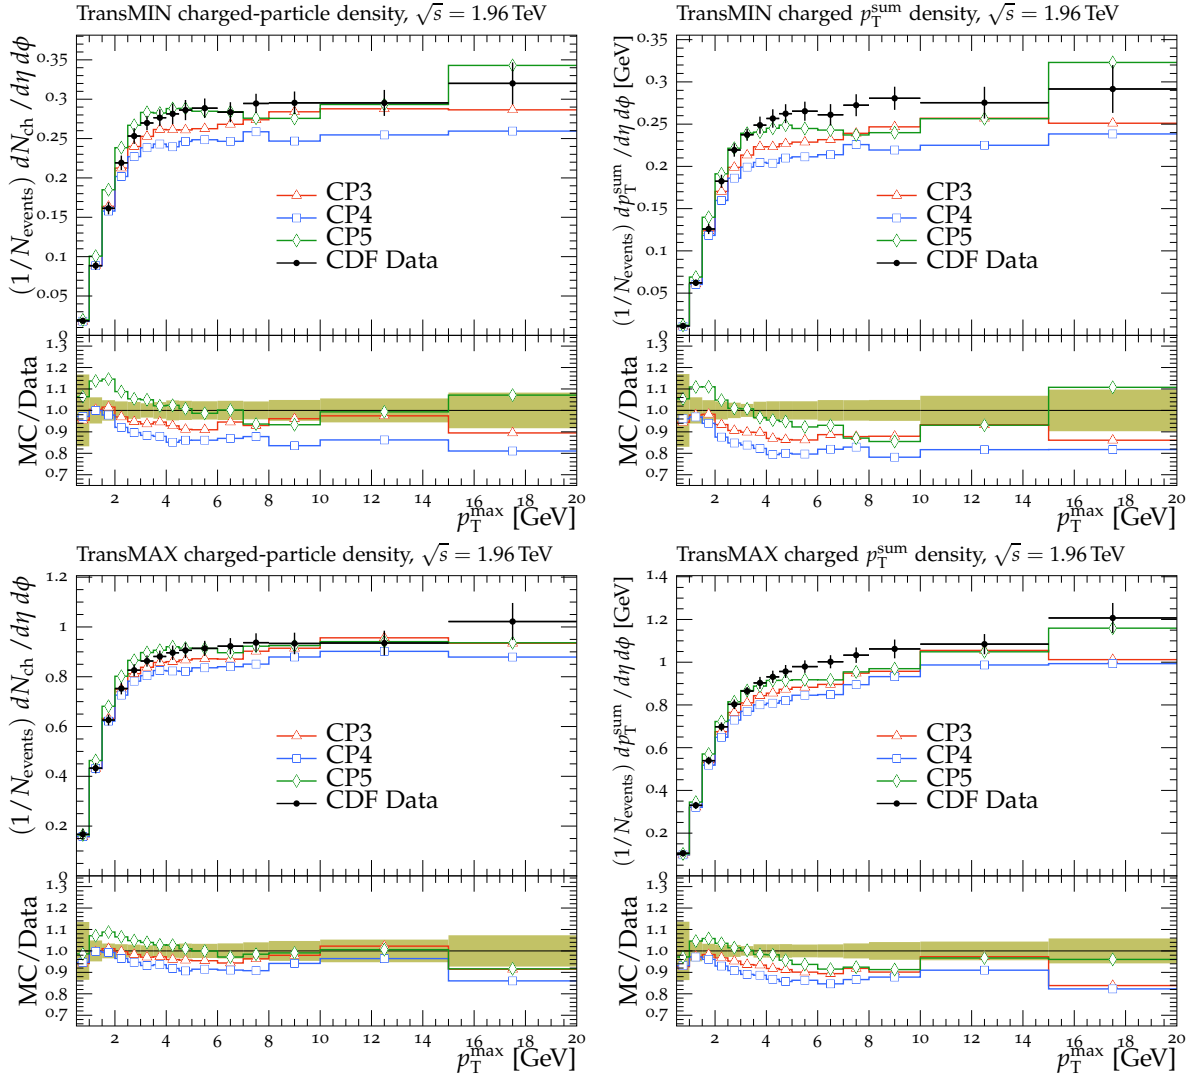 TransMIN charged-particle density, √s = 1.96 TeV
(1/N_events) dN_ch/dη dϕ
0.35
0.3
0.25
0.2
0.15
0.1
0.05
0
CP3
CP4
CP5
CDF Data
MC/Data
1.3
1.2
1.1
1.0
0.9
0.8
0.7
2 4 6 8 10 12 14 16 18 20
p_T^max [GeV]
TransMIN charged p_T^sum density, √s = 1.96 TeV
(1/N_events) dp_T^sum/dη dϕ [GeV]
0.35
0.3
0.25
0.2
0.15
0.1
0.05
0
CP3
CP4
CP5
CDF Data
MC/Data
1.3
1.2
1.1
1.0
0.9
0.8
0.7
2 4 6 8 10 12 14 16 18 20
p_T^max [GeV]
TransMAX charged-particle density, √s = 1.96 TeV
(1/N_events) dN_ch/dη dϕ
1.2
1
0.8
0.6
0.4
0.2
0
CP3
CP4
CP5
CDF Data
MC/Data
1.3
1.2
1.1
1.0
0.9
0.8
0.7
2 4 6 8 10 12 14 16 18 20
p_T^max [GeV]
TransMAX charged p_T^sum density, √s = 1.96 TeV
(1/N_events) dp_T^sum/dη dϕ [GeV]
1.4
1.2
1
0.8
0.6
0.4
0.2
0
CP3
CP4
CP5
CDF Data
MC/Data
1.3
1.2
1.1
1.0
0.9
0.8
0.7
2 4 6 8 10 12 14 16 18 20
p_T^max [GeV]